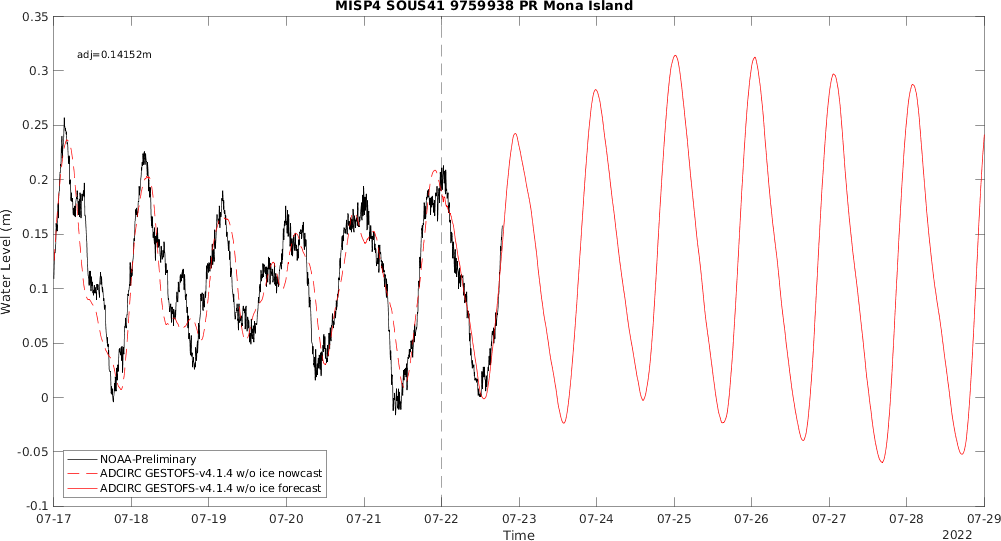 MISP4 SOUS41 9759938 PR Mona Island
0.35
adj=0.14152m
0.3
0.25
0.2
0.15
0.1
0.05
0
-0.05
-0.1
Water Level (m)
NOAA-Preliminary
ADCIRC GESTOFS-v4.1.4 w/o ice nowcast
ADCIRC GESTOFS-v4.1.4 w/o ice forecast
07-17 07-18 07-19 07-20 07-21 07-22 07-23 07-24 07-25 07-26 07-27 07-28 07-29
Time
2022